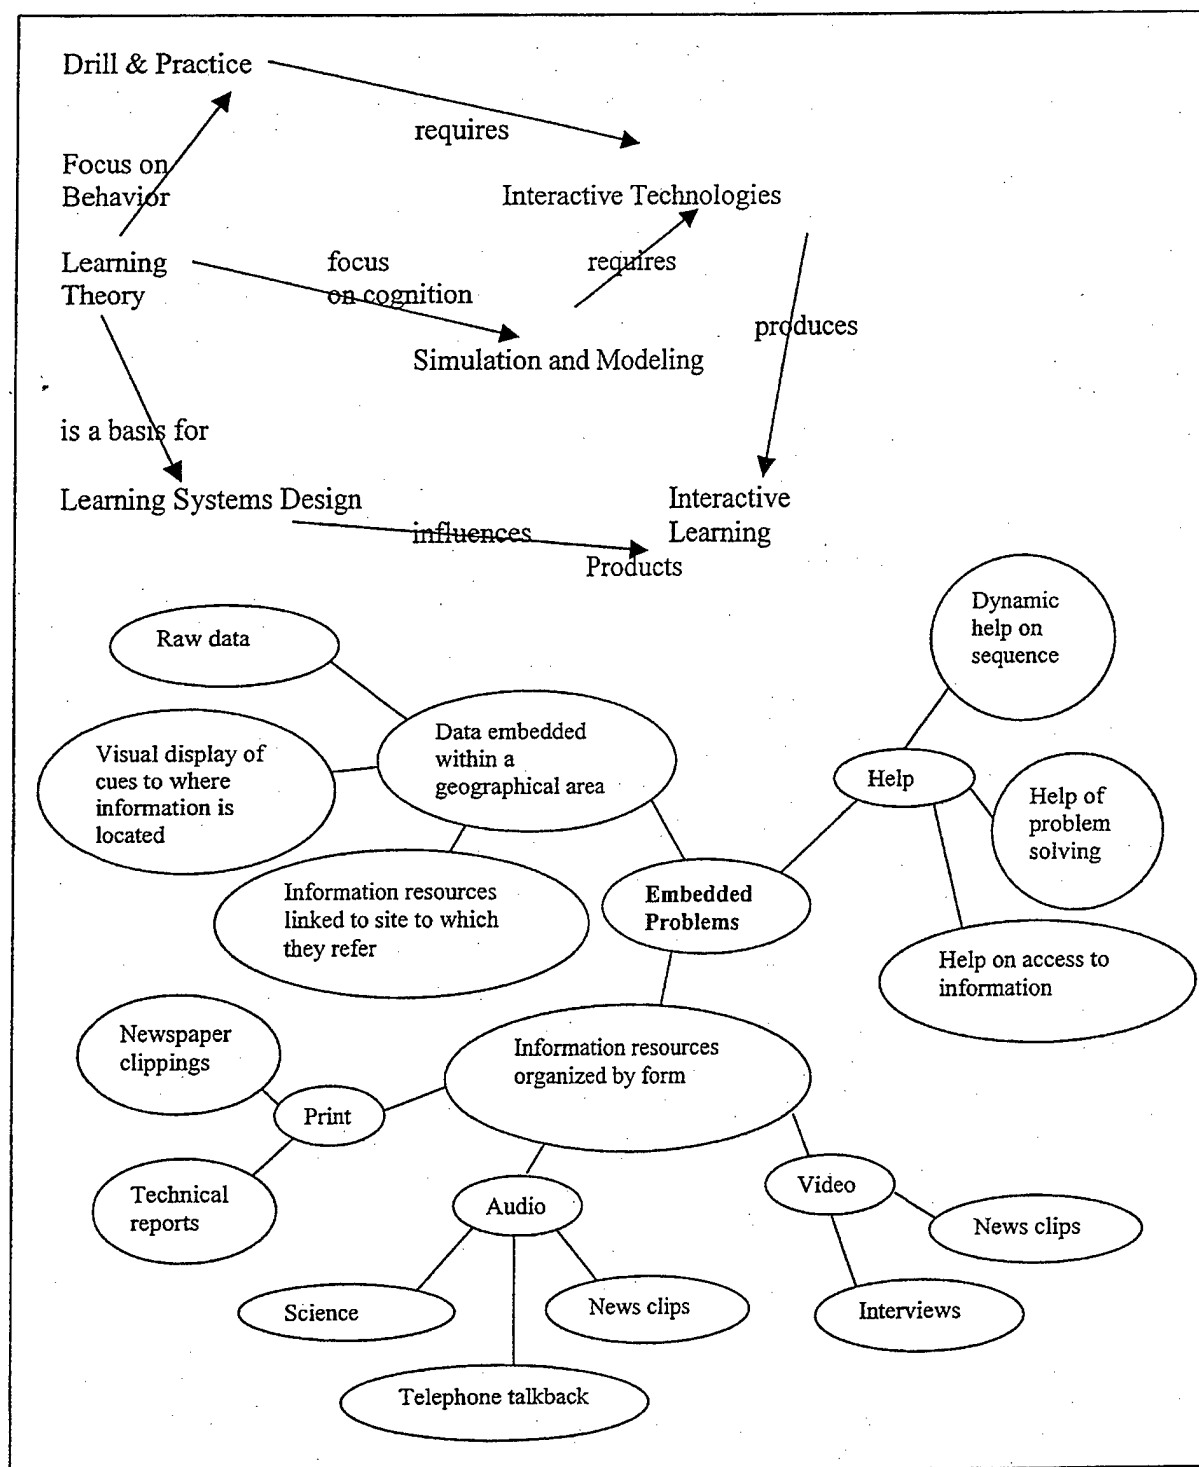 Drill & Practice
requires
Focus on
Behavior
Interactive Technologies
Learning
Theory
focus
on cognition
requires
produces
Simulation and Modeling
is a basis for
Learning Systems Design
influences
Interactive
Learning
Products
Dynamic
help on
sequence
Raw data
Data embedded
within a
geographical area
Visual display of
cues to where
information is
located
Help
Help of
problem
solving
Information resources
linked to site to which
they refer
Embedded
Problems
Help on access to
information
Newspaper
clippings
Information resources
organized by form
Print
Technical
reports
Audio
Video
News clips
Science
News clips
Interviews
Telephone talkback